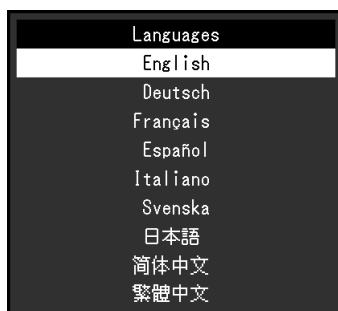 Languages
English
Deutsch
Français
Español
Italiano
Svenska
日本語
简体中文
繁體中文